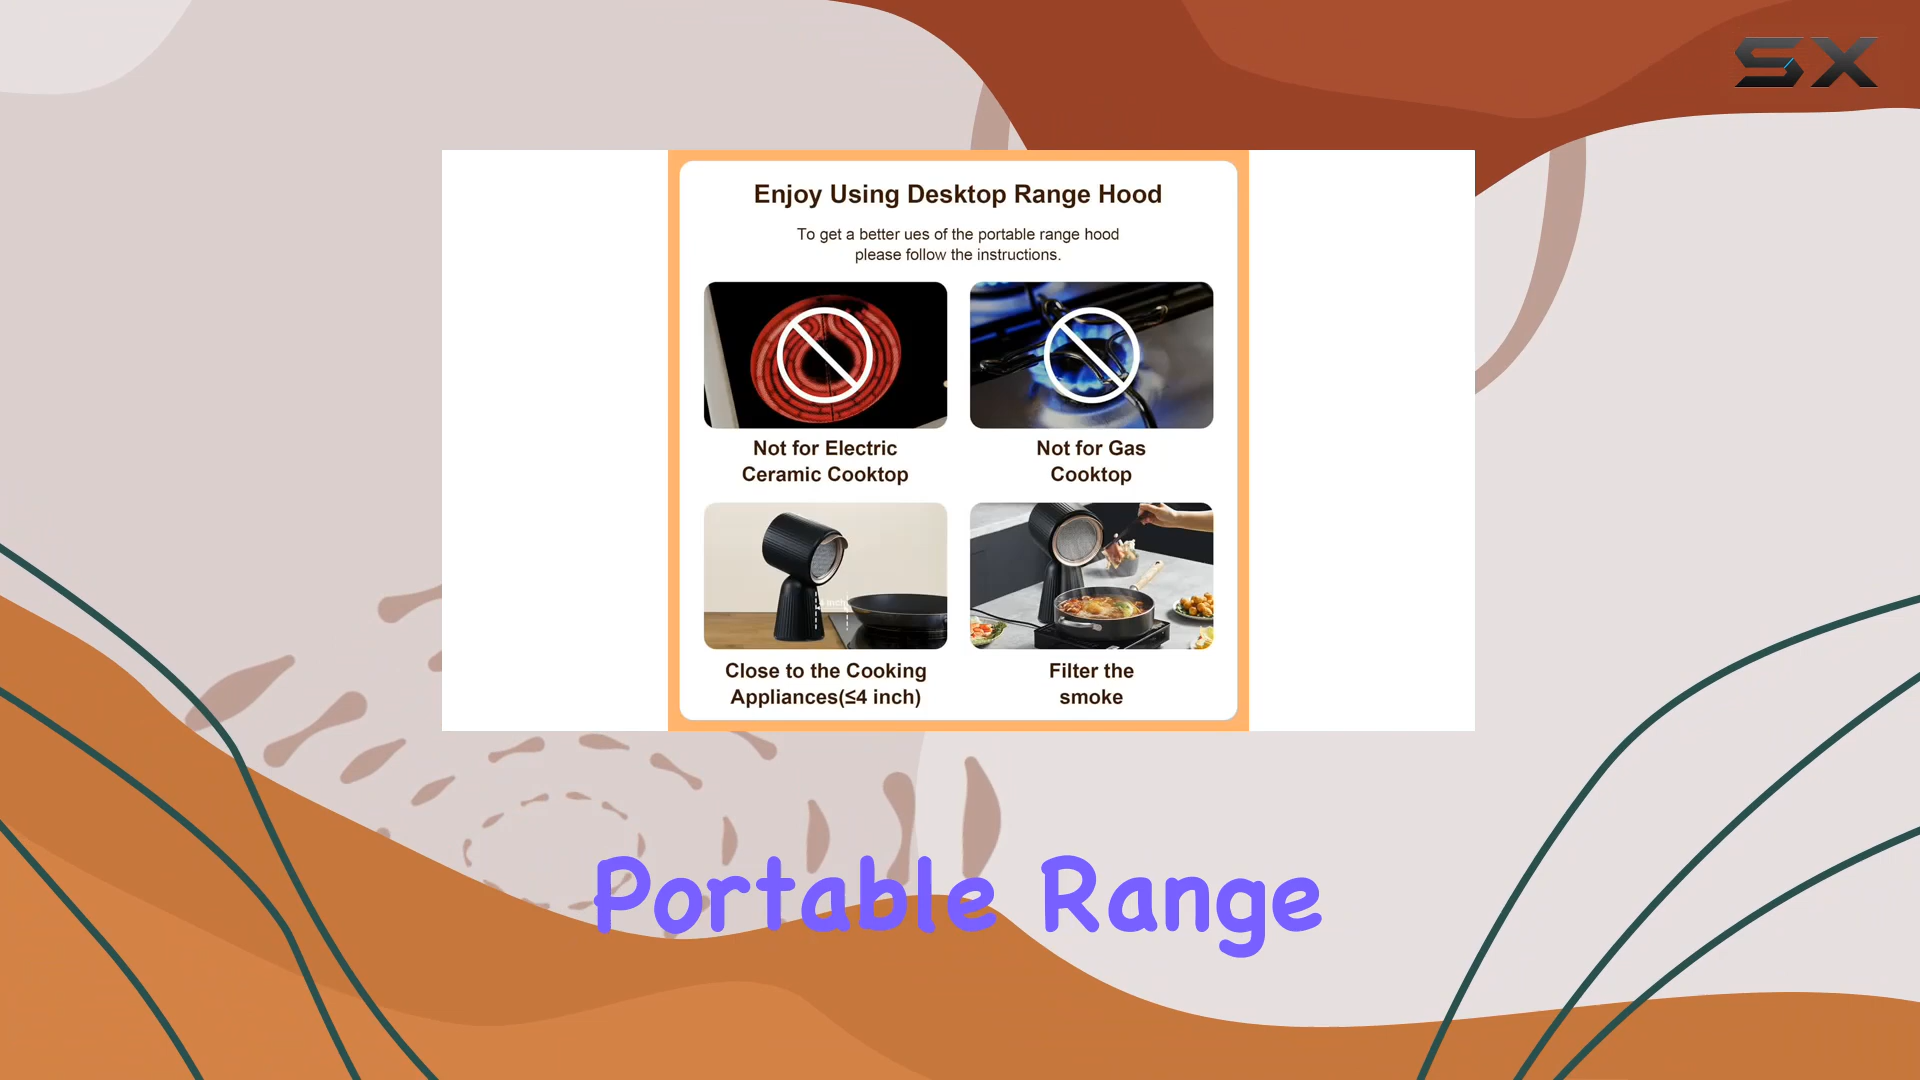 SX
Enjoy Using Desktop Range Hood
To get a better ues of the portable range hood
please follow the instructions.
Not for Electric
Ceramic Cooktop
Not for Gas
Cooktop
Close to the Cooking
Appliances(≤4 inch)
Filter the
smoke
Portable Range